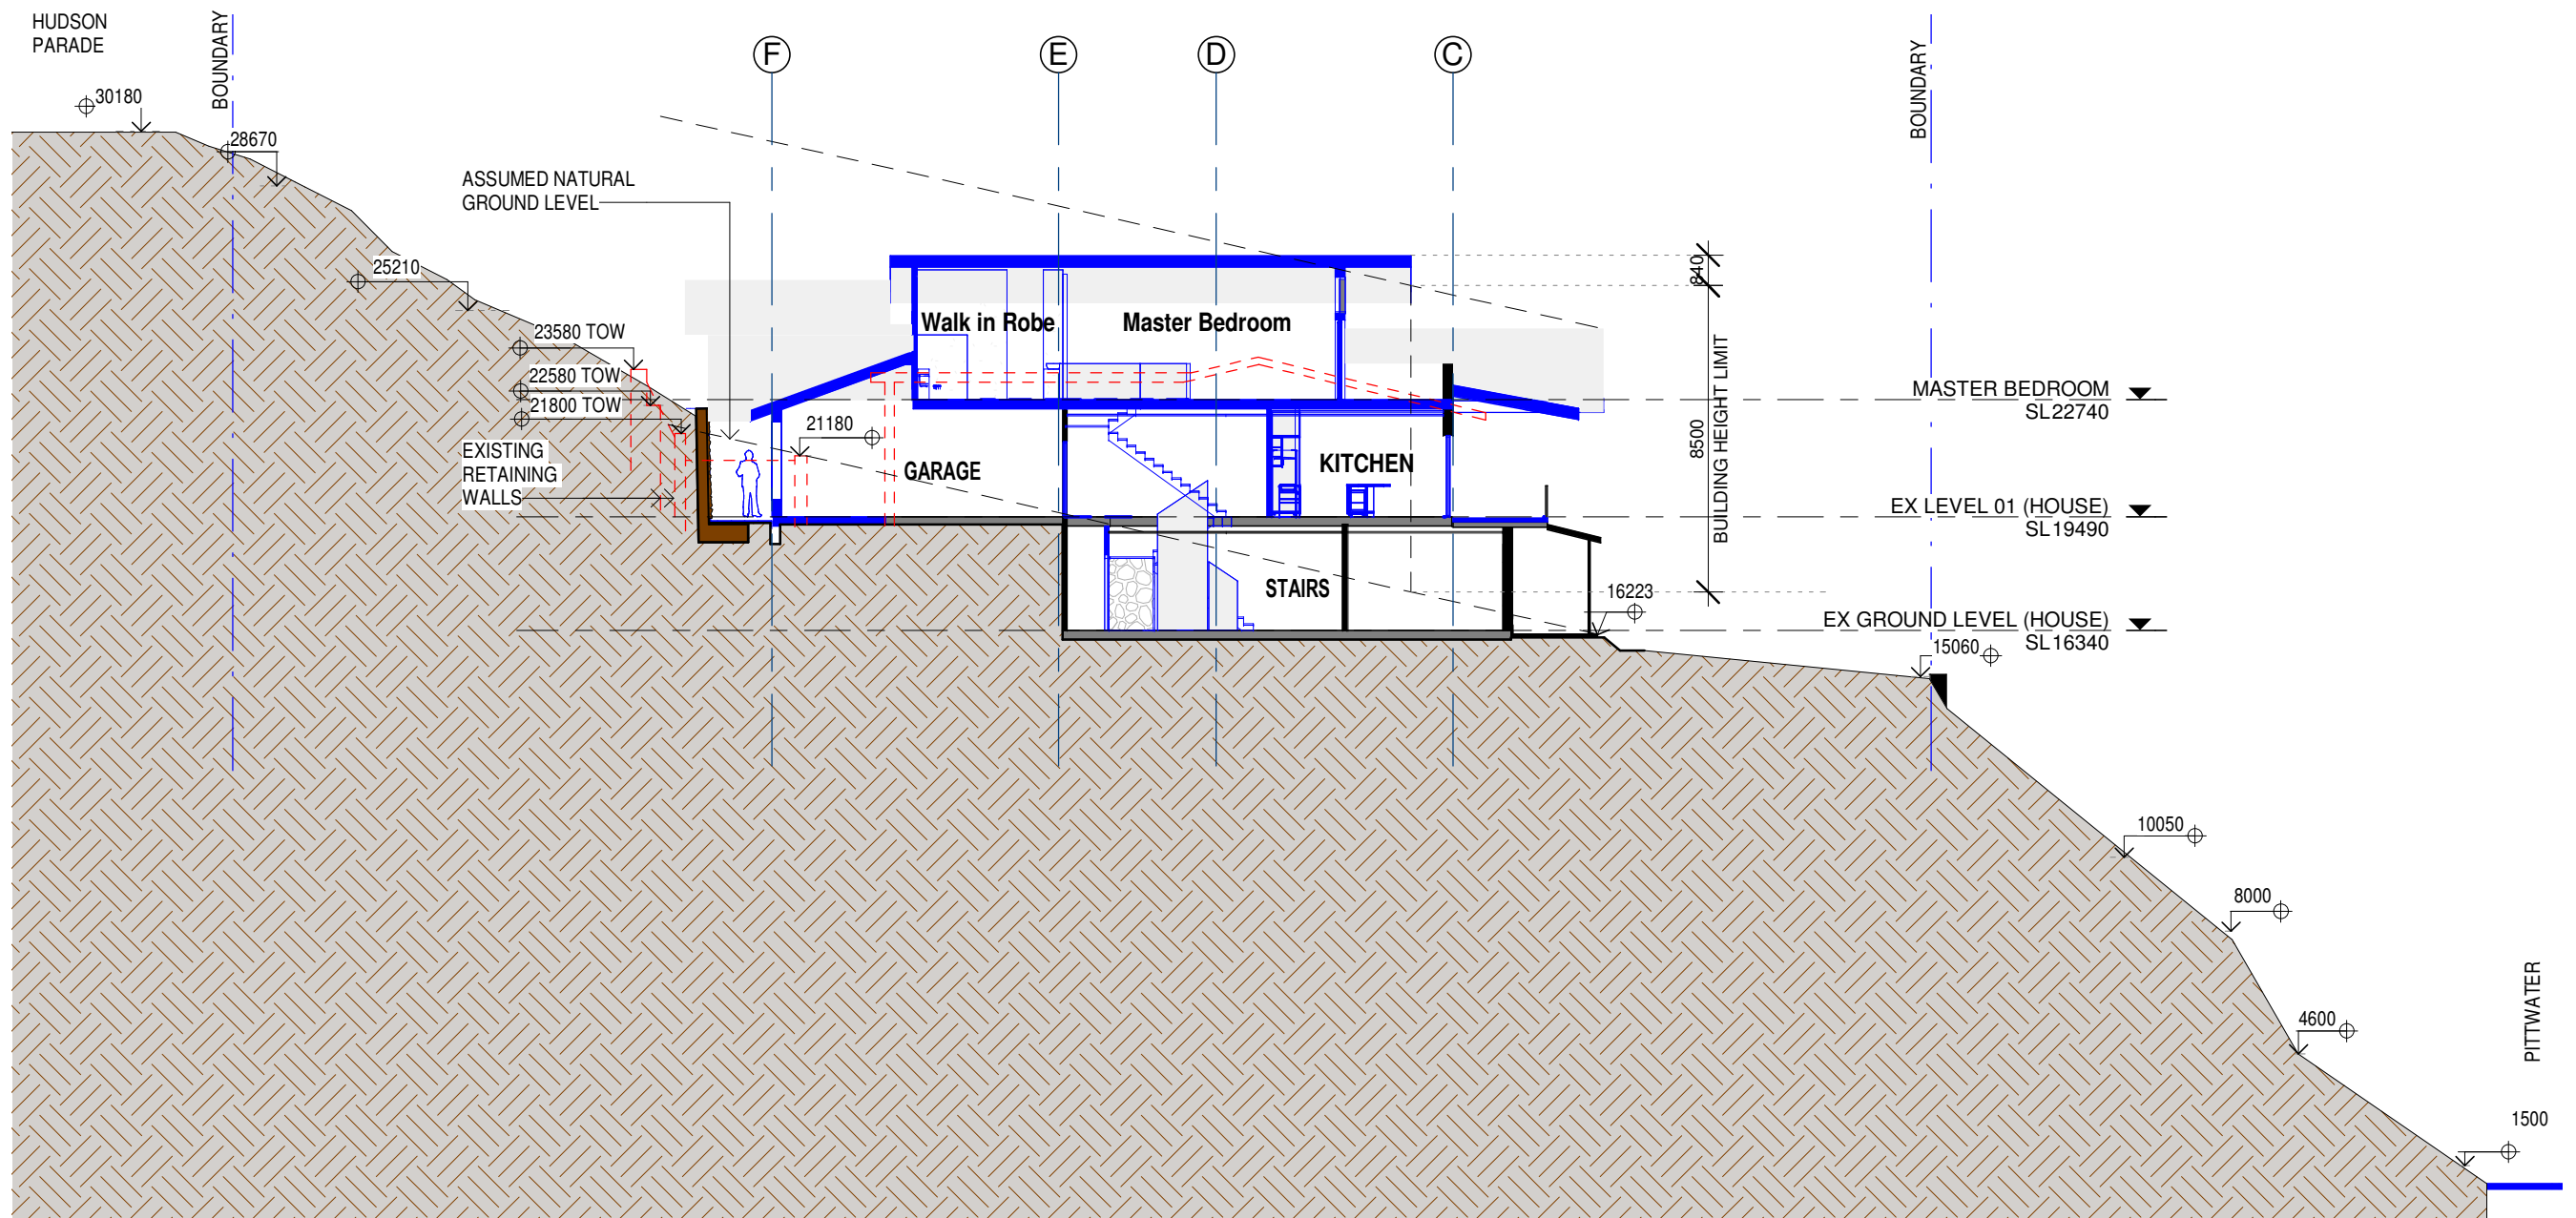 HUDSON
PARADE
BOUNDARY
F
E
D
C
BOUNDARY
30180
28670
ASSUMED NATURAL
GROUND LEVEL
25210
840
23580 TOW
Walk in Robe
Master Bedroom
22580 TOW
21800 TOW
MASTER BEDROOM
SL22740
21180
8500
BUILDING HEIGHT LIMIT
EXISTING
RETAINING
WALLS
GARAGE
KITCHEN
EX LEVEL 01 (HOUSE)
SL19490
STAIRS
16223
EX GROUND LEVEL (HOUSE)
SL16340
15060
10050
8000
4600
PITTWATER
1500